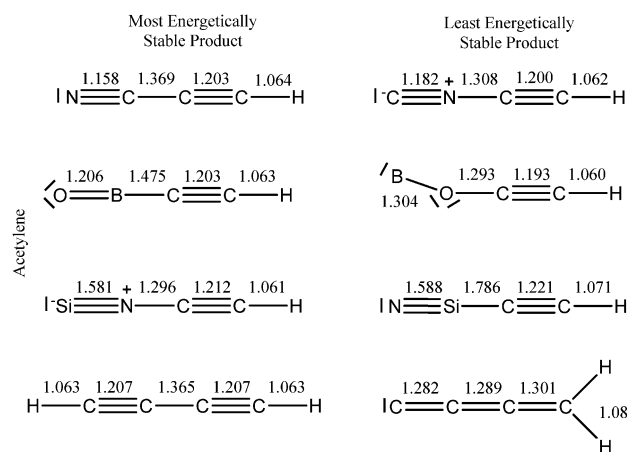 Most Energetically
Stable Product
Least Energetically
Stable Product
Acetylene
1.158 1.369 1.203 1.064
I N C C C H
1.182 + 1.308 1.200 1.062
I - C N C C H
1.206 1.475 1.203 1.063
O B C C H
B O C C H
1.293 1.193 1.060
1.304
1.581 + 1.296 1.212 1.061
I - Si N C C H
1.588 1.786 1.221 1.071
I N Si C C H
1.063 1.207 1.365 1.207 1.063
H C C C C H
1.282 1.289 1.301
I C C C C
H
1.08
H